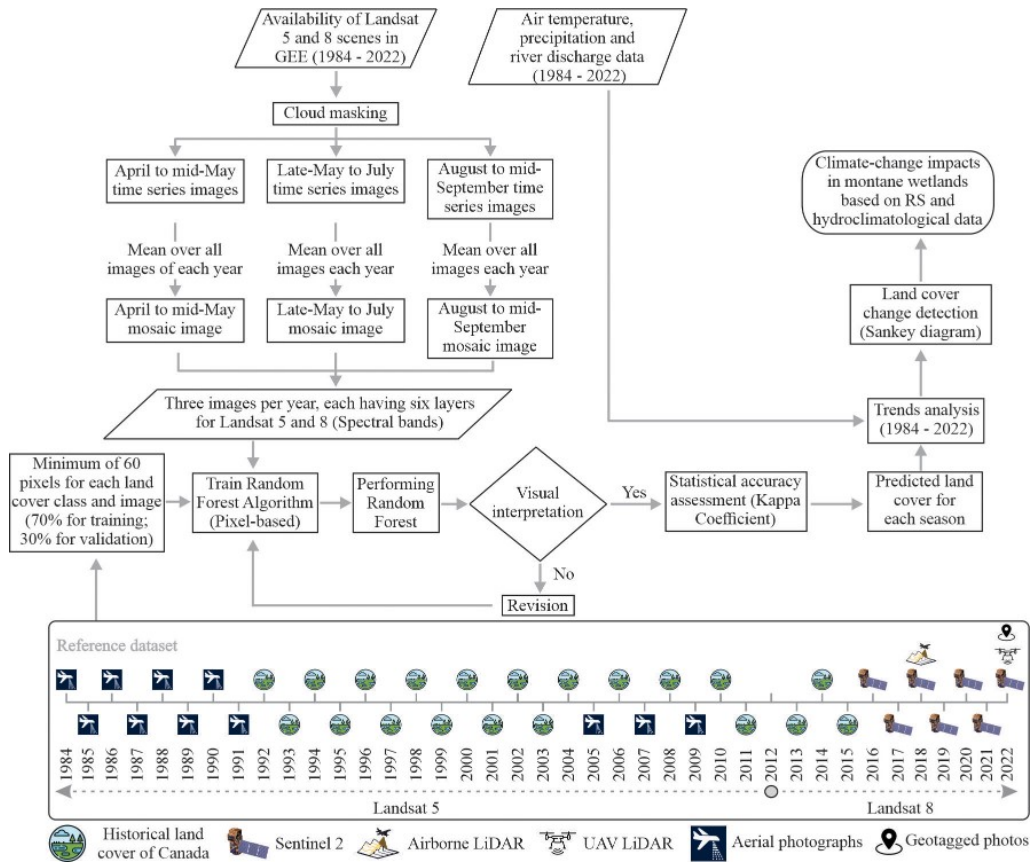 Availability of Landsat
5 and 8 scenes in
GEE (1984 - 2022)
Air temperature,
precipitation and
river discharge data
(1984 - 2022)
Cloud masking
April to mid-May
time series images
Late-May to July
time series images
August to mid-
September time
series images
Climate-change impacts
in montane wetlands
based on RS and
hydroclimatological data
Mean over all
images of each year
Mean over all
images each year
Mean over all
images each year
April to mid-May
mosaic image
Late-May to July
mosaic image
August to mid-
September
mosaic image
Land cover
change detection
(Sankey diagram)
Three images per year, each having six layers
for Landsat 5 and 8 (Spectral bands)
Trends analysis
(1984 - 2022)
Minimum of 60
pixels for each land
cover class and image
(70% for training;
30% for validation)
Train Random
Forest Algorithm
(Pixel-based)
Performing
Random
Forest
Visual
interpretation
Yes
Statistical accuracy
assessment (Kappa
Coefficient)
Predicted land
cover for
each season
No
Revision
Reference dataset
1984
1985
1986
1987
1988
1989
1990
1991
1992
1993
1994
1995
1996
1997
1998
1999
2000
2001
2002
2003
2004
2005
2006
2007
2008
2009
2010
2011
2012
2013
2014
2015
2016
2017
2018
2019
2020
2021
2022
Landsat 5
Landsat 8
Historical land
cover of Canada
Sentinel 2
Airborne LiDAR
UAV LiDAR
Aerial photographs
Geotagged photos